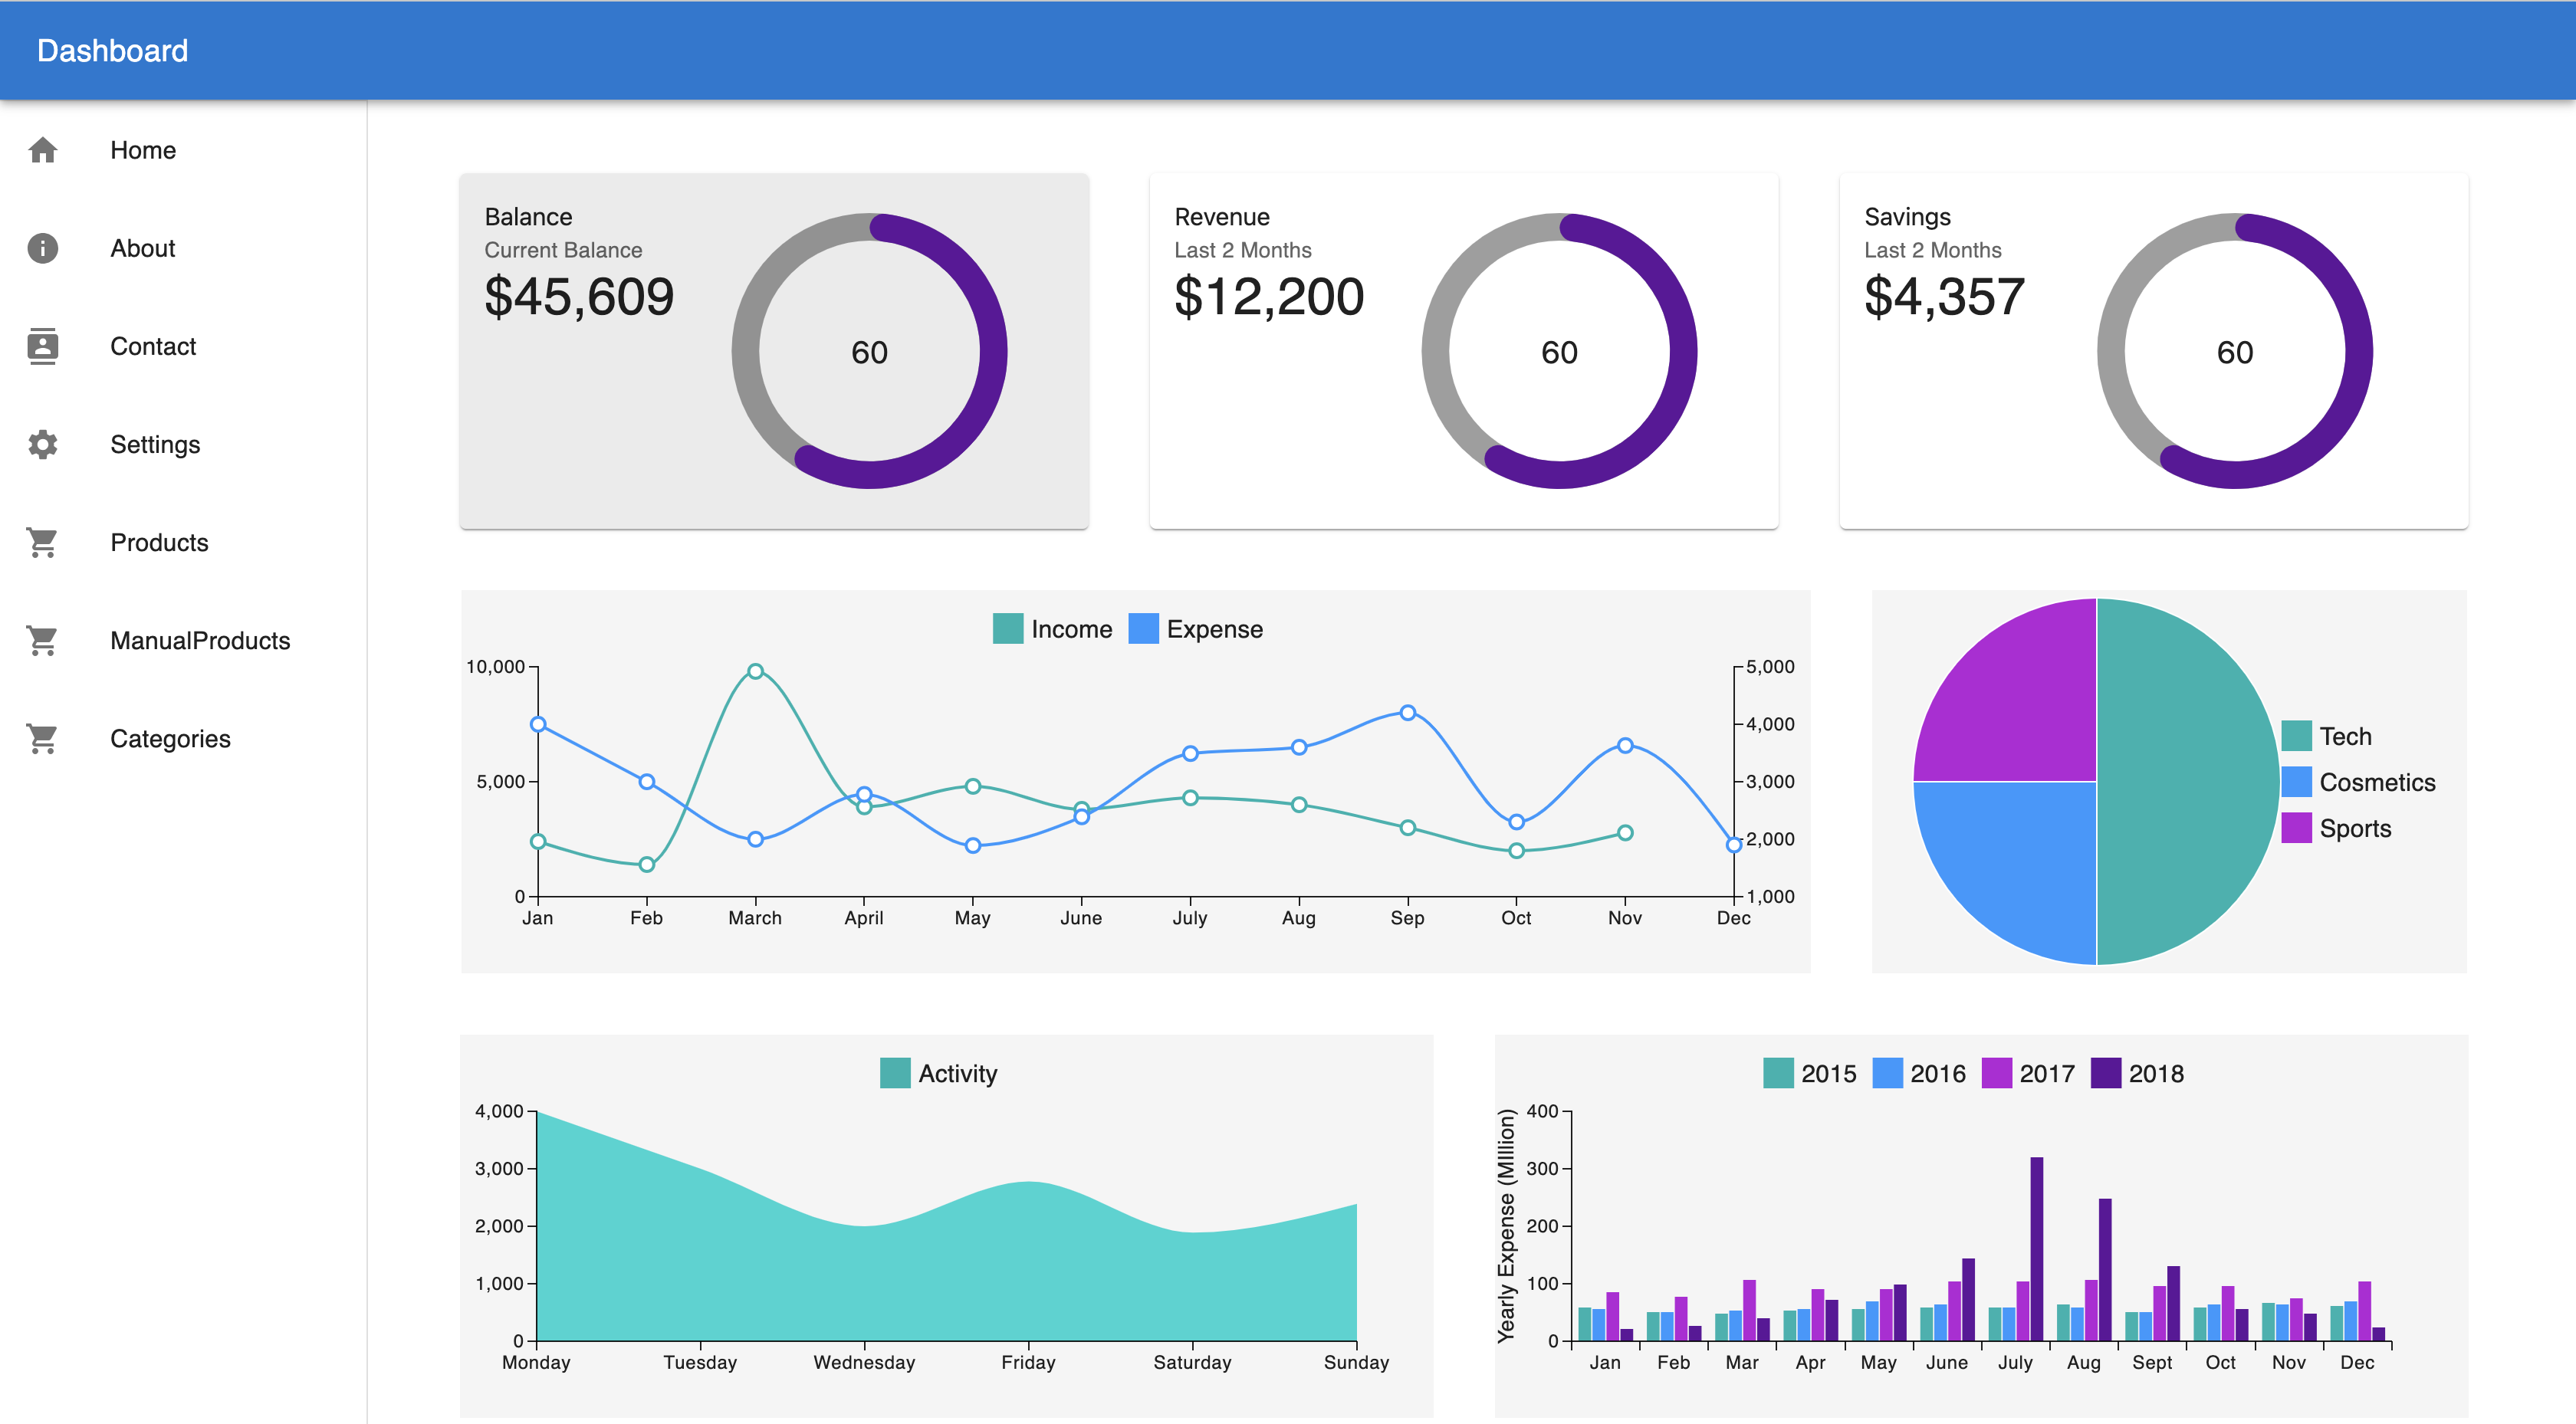 Dashboard
Home
About
Contact
Settings
Products
ManualProducts
Categories
Balance
Current Balance
$45,609
60
Revenue
Last 2 Months
$12,200
60
Savings
Last 2 Months
$4,357
60
Income Expense
10,000
5,000
0
5,000
4,000
3,000
2,000
1,000
Jan Feb March April May June July Aug Sep Oct Nov Dec
Tech
Cosmetics
Sports
Activity
4,000
3,000
2,000
1,000
0
Monday Tuesday Wednesday Friday Saturday Sunday
2015 2016 2017 2018
Yearly Expense (MIllion)
400
300
200
100
0
Jan Feb Mar Apr May June July Aug Sept Oct Nov Dec